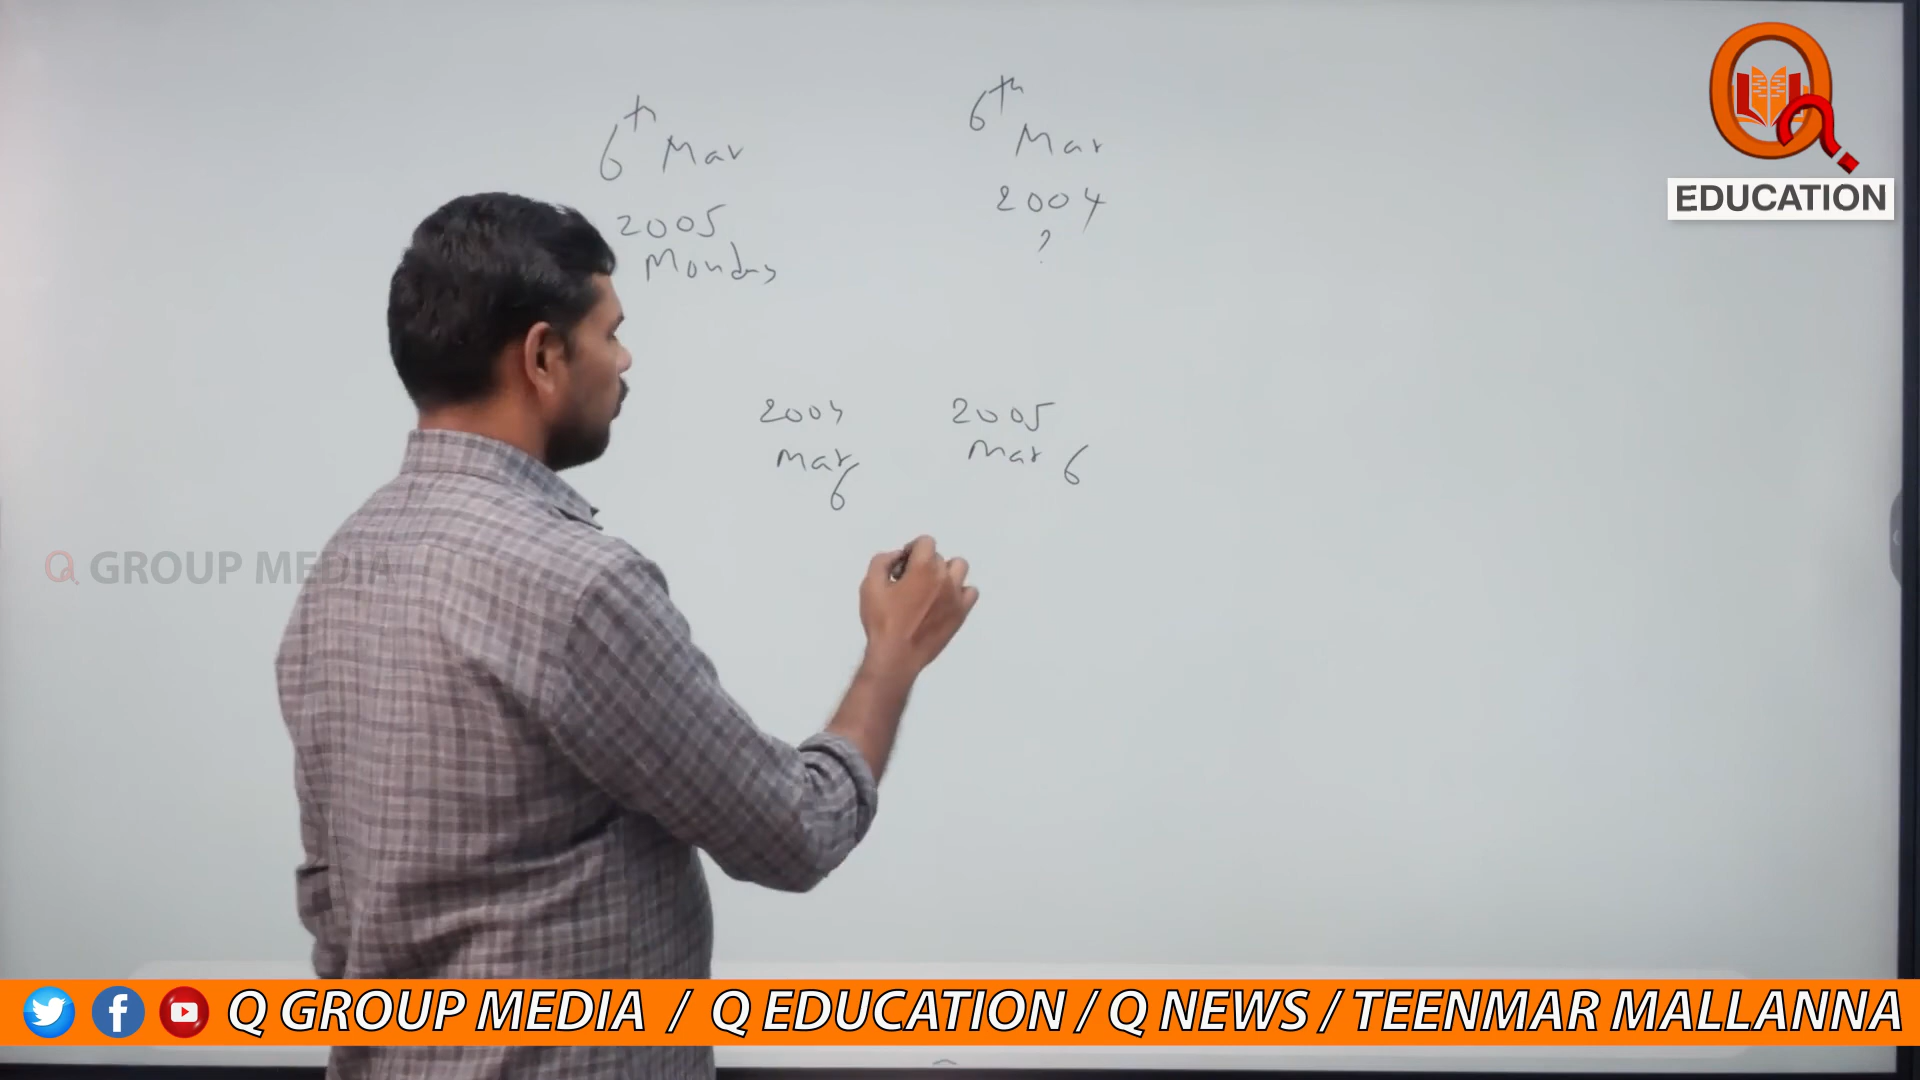 6th Mar
2005
Monday
6th
Mar
2004
?
2004
Mar
6
2005
Mar 6
EDUCATION
Q GROUP MEDIA
Q GROUP MEDIA / Q EDUCATION / Q NEWS / TEENMAR MALLANNA